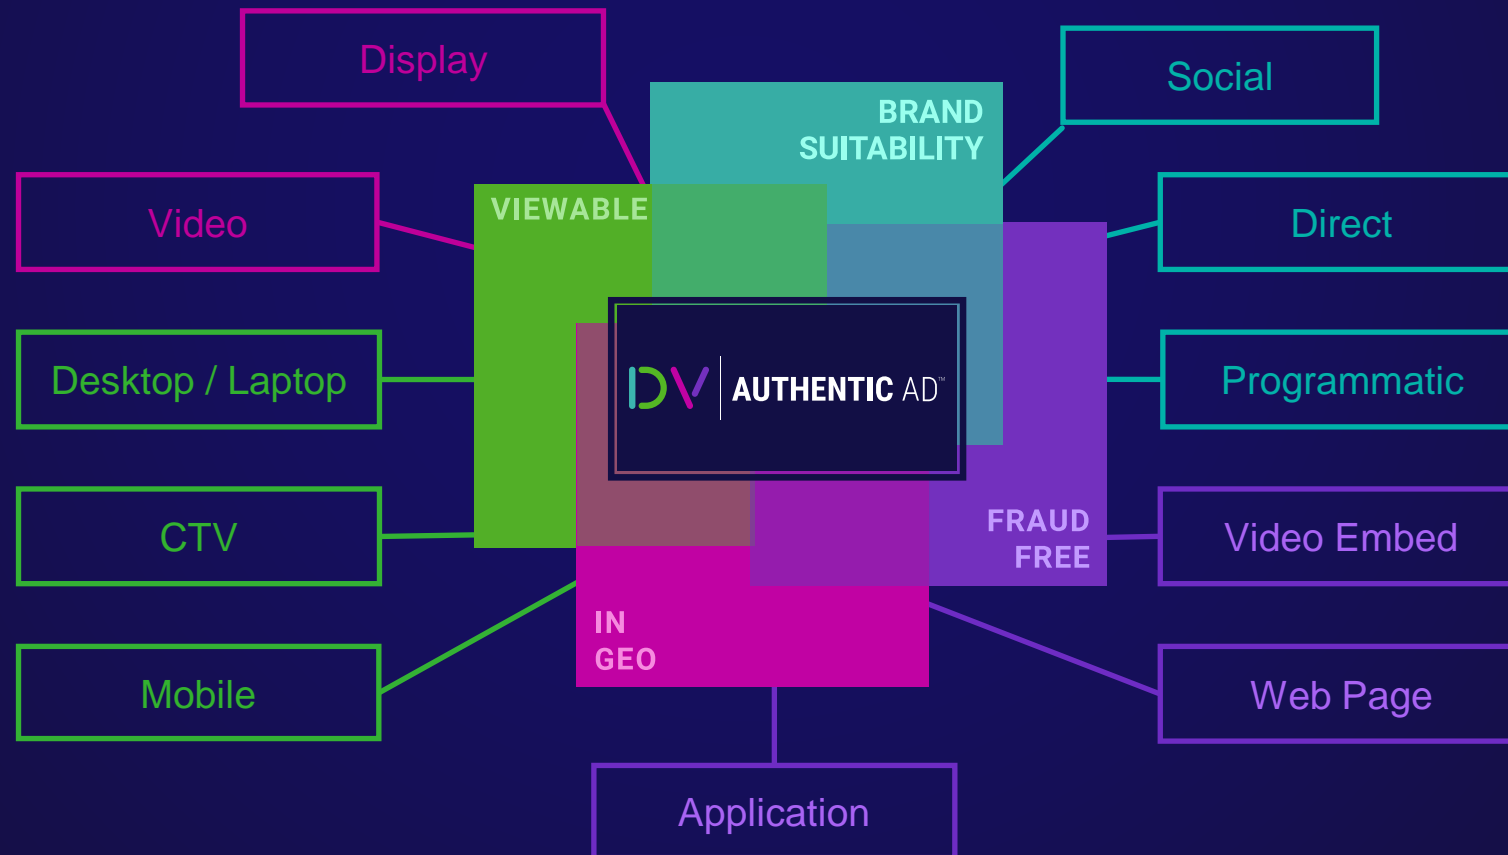 Display
Social
BRAND
SUITABILITY
VIEWABLE
Video
Direct
Desktop / Laptop
DV AUTHENTIC AD™
Programmatic
CTV
FRAUD
FREE
Video Embed
IN
GEO
Mobile
Web Page
Application